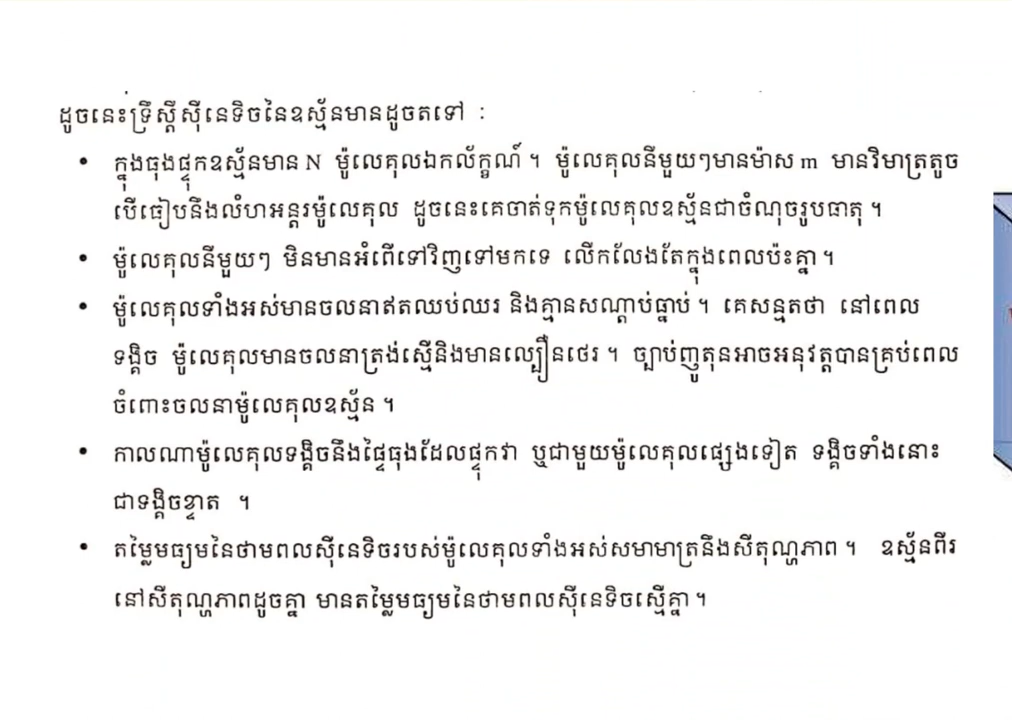 ដូចនេះទ្រឹស្តីស៊ីនេទិចនៃឧស្ម័នមានដូចតទៅ :
• ក្នុងធុងផ្ទុកឧស្ម័នមាន N ម៉ូលេគុលឯកល័ក្ខណ៍ ។ ម៉ូលេគុលនីមួយៗមានម៉ាស m មានវិមាត្រតូច
បើធៀបនឹងលំហអន្តរម៉ូលេគុល ដូចនេះគេចាត់ទុកម៉ូលេគុលឧស្ម័នជាចំណុចរូបធាតុ ។
• ម៉ូលេគុលនីមួយៗ មិនមានអំពើទៅវិញទៅមកទេ លើកលែងតែក្នុងពេលប៉ះគ្នា ។
• ម៉ូលេគុលទាំងអស់មានចលនាឥតឈប់ឈរ និងគ្មានសណ្តាប់ធ្នាប់ ។ គេសន្មតថា នៅពេល
ទង្គិច ម៉ូលេគុលមានចលនាត្រង់ស្មើនិងមានល្បឿនថេរ ។ ច្បាប់ញូតុនអាចអនុវត្តបានគ្រប់ពេល
ចំពោះចលនាម៉ូលេគុលឧស្ម័ន ។
• កាលណាម៉ូលេគុលទង្គិចនឹងផ្ទៃធុងដែលផ្ទុកវា ឬជាមួយម៉ូលេគុលផ្សេងទៀត ទង្គិចទាំងនោះ
ជាទង្គិចខ្ទាត ។
• តម្លៃមធ្យមនៃថាមពលស៊ីនេទិចរបស់ម៉ូលេគុលទាំងអស់សមាមាត្រនឹងសីតុណ្ហភាព ។ ឧស្ម័នពីរ
នៅសីតុណ្ហភាពដូចគ្នា មានតម្លៃមធ្យមនៃថាមពលស៊ីនេទិចស្មើគ្នា ។